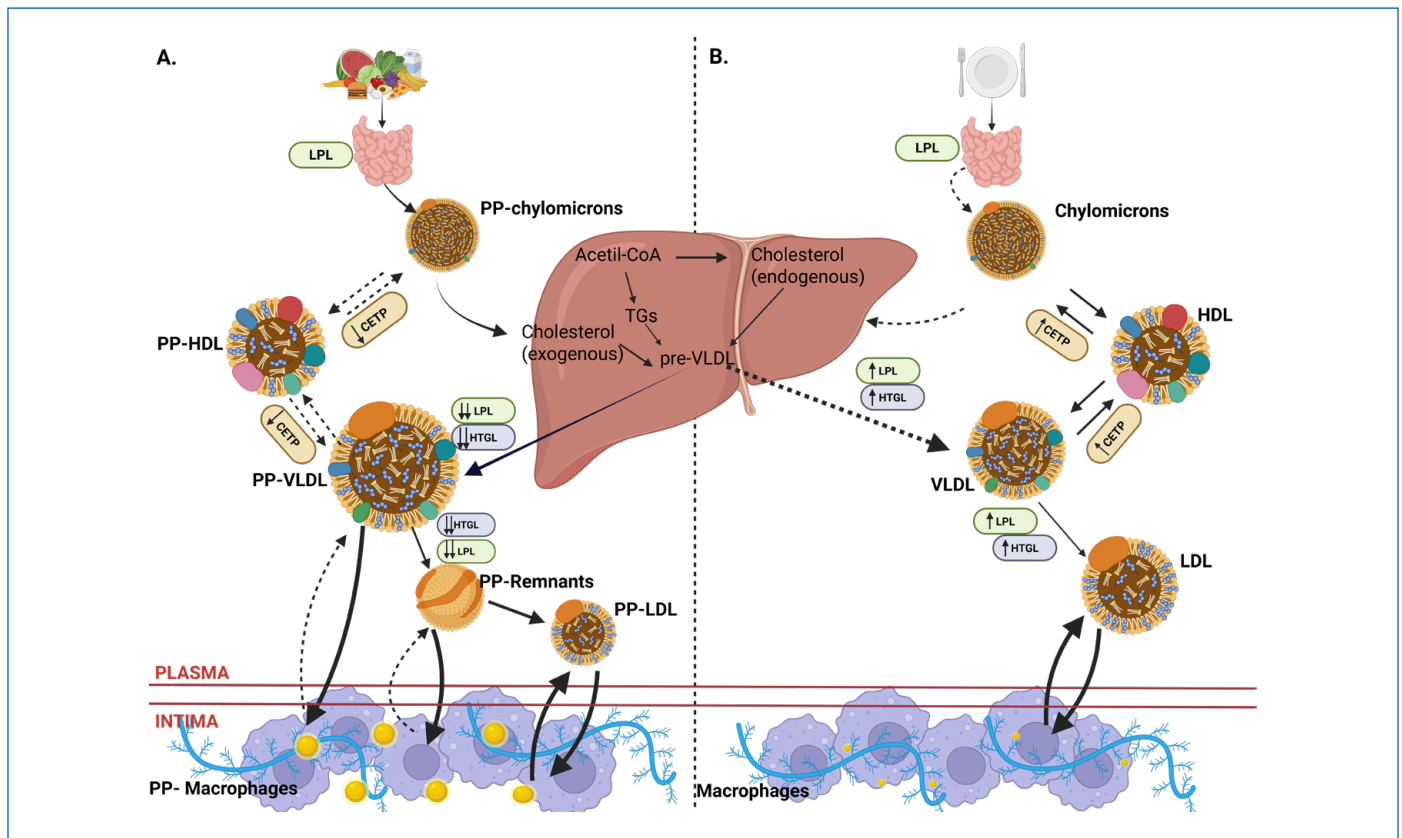 A.
LPL
PP-chylomicrons
↓ CETP
PP-HDL
↓ CETP
PP-VLDL
↓↓ LPL
↓↓ HTGL
↓↓ HTGL
↓↓ LPL
PP-Remnants
PP-LDL
Acetil-CoA
Cholesterol
(endogenous)
TGs
Cholesterol
(exogenous)
pre-VLDL
PLASMA
INTIMA
PP- Macrophages
B.
LPL
Chylomicrons
↑ CETP
HDL
↑ LPL
↑ HTGL
↑ CETP
VLDL
↑ LPL
↑ HTGL
LDL
Macrophages